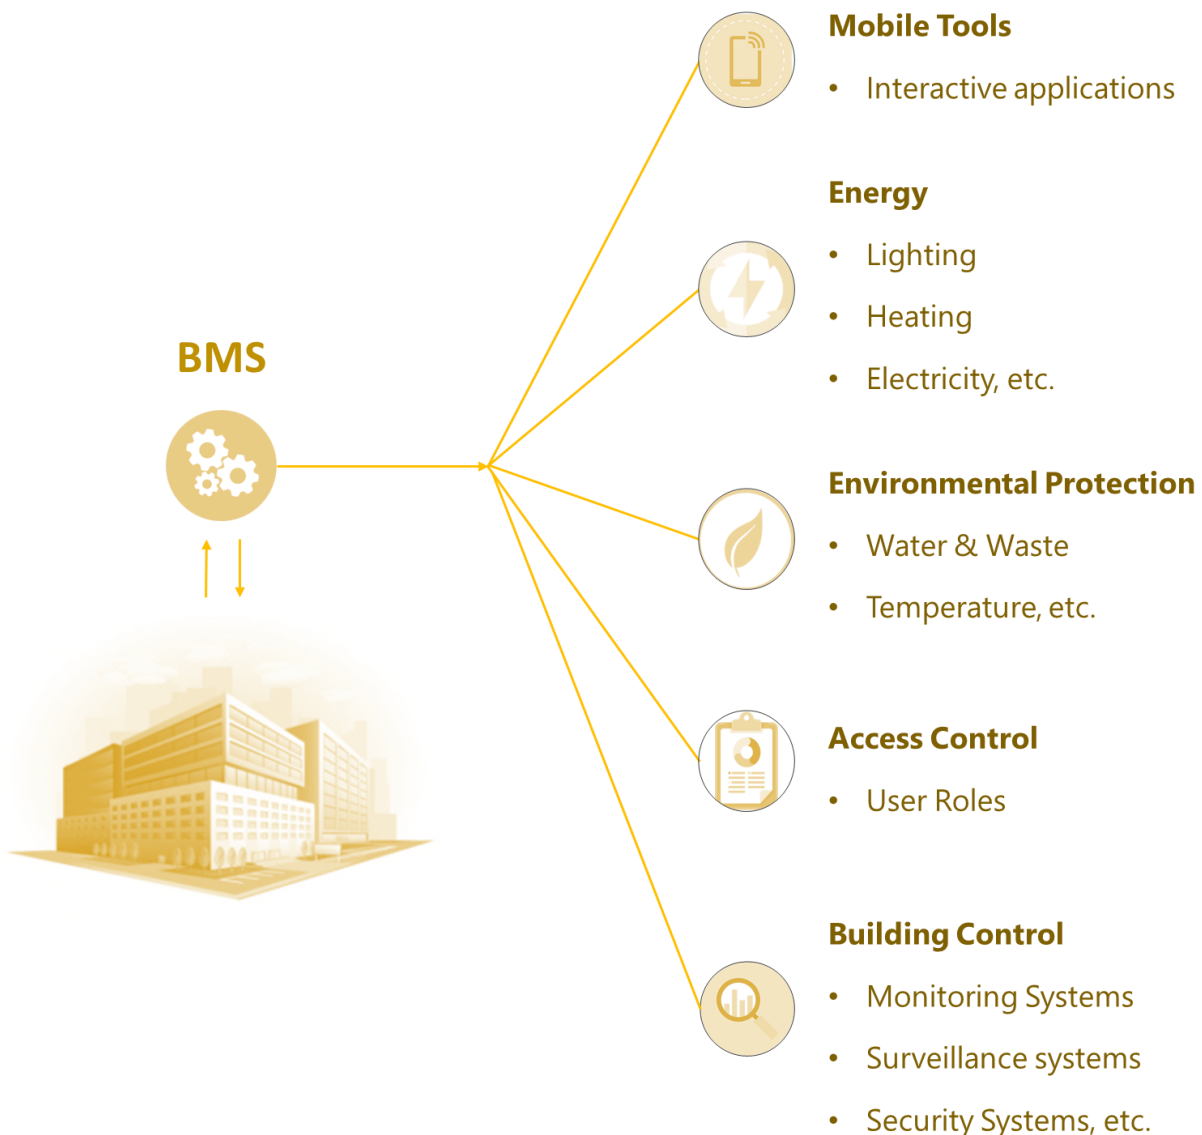 Mobile Tools
• Interactive applications
Energy
• Lighting
• Heating
• Electricity, etc.
BMS
Environmental Protection
• Water & Waste
• Temperature, etc.
Access Control
• User Roles
Building Control
• Monitoring Systems
• Surveillance systems
• Security Systems, etc.